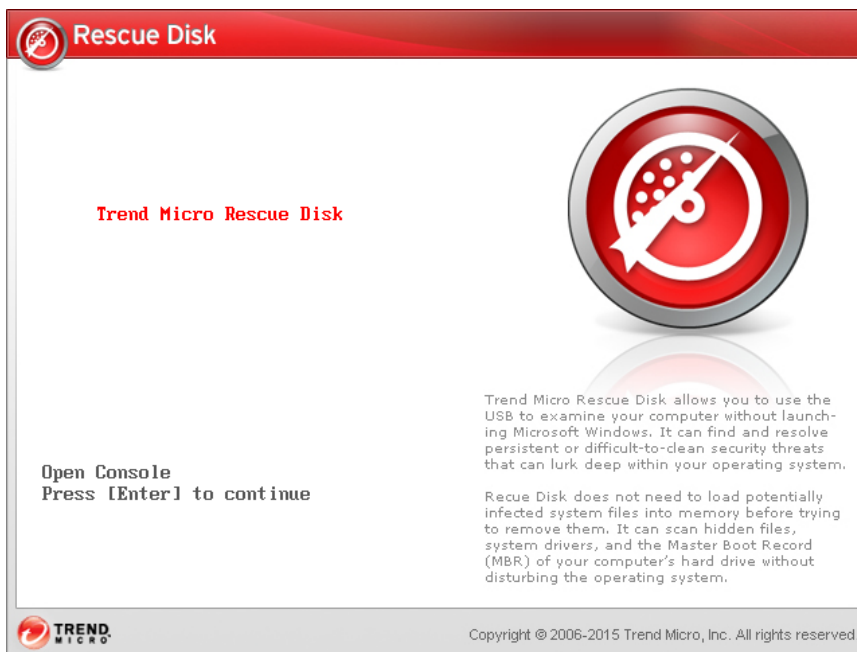 Rescue Disk
Trend Micro Rescue Disk
Open Console
Press [Enter] to continue
Trend Micro Rescue Disk allows you to use the
USB to examine your computer without launch-
ing Microsoft Windows. It can find and resolve
persistent or difficult-to-clean security threats
that can lurk deep within your operating system.
Recue Disk does not need to load potentially
infected system files into memory before trying
to remove them. It can scan hidden files,
system drivers, and the Master Boot Record
(MBR) of your computer's hard drive without
disturbing the operating system.
TREND
MICRO
Copyright © 2006-2015 Trend Micro, Inc. All rights reserved.